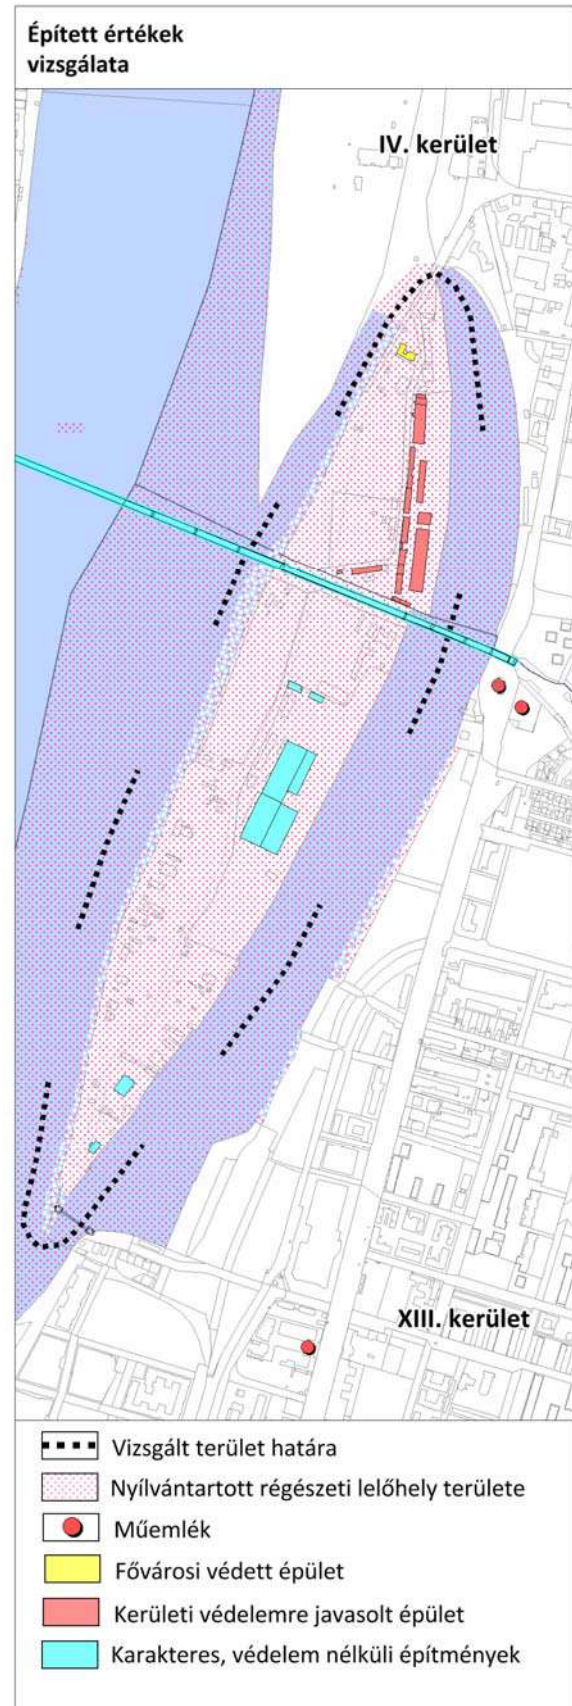 Épített értékek
vizsgálata
IV. kerület
XIII. kerület
Vizsgált terület határa
Nyílvántartott régészeti lelőhely területe
Műemlék
Fővárosi védett épület
Kerületi védelemre javasolt épület
Karakteres, védelem nélküli építmények